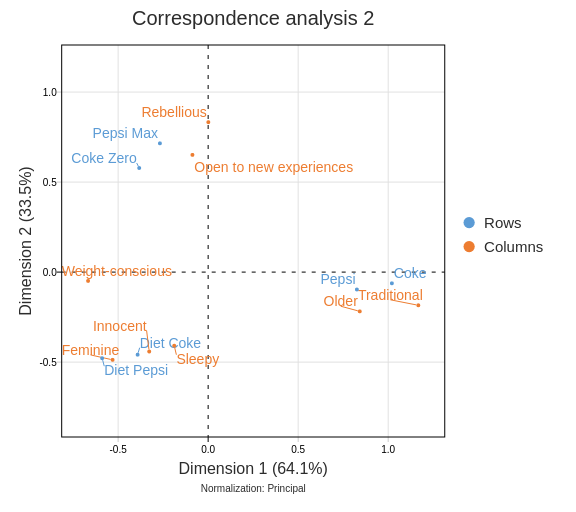 Correspondence analysis 2
Dimension 2 (33.5%)
1.0
0.5
0.0
-0.5
Rebellious
Pepsi Max
Coke Zero
Open to new experiences
Weight-conscious
Coke
Pepsi
Older
Traditional
Innocent
Diet Coke
Feminine
Sleepy
Diet Pepsi
Rows
Columns
-0.5 0.0 0.5 1.0
Dimension 1 (64.1%)
Normalization: Principal